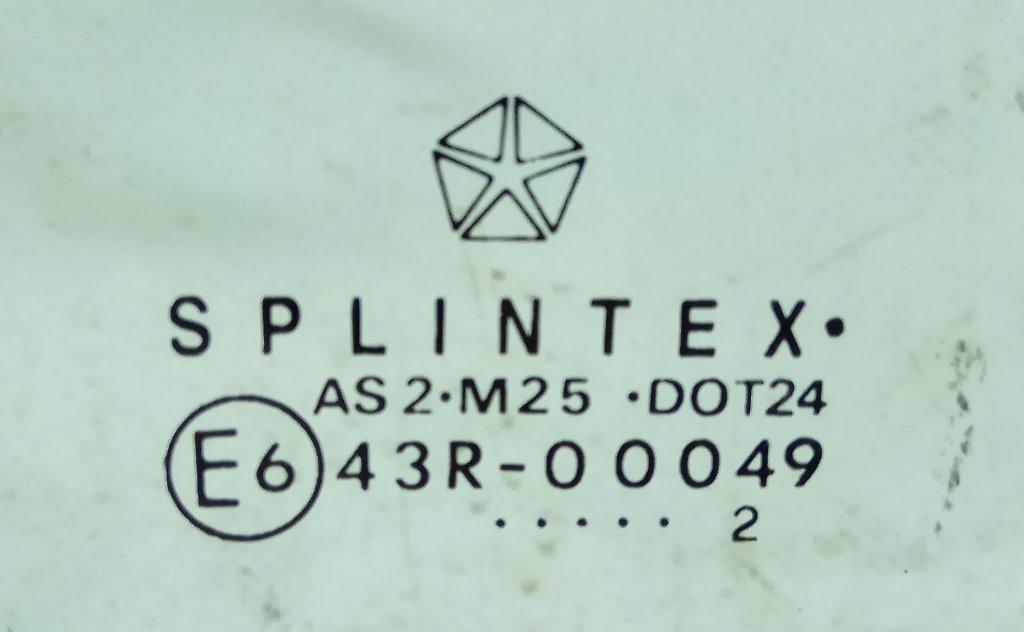 SPLINTEX•
AS2•M25 •DOT24
E6 43R-00049
..... 2